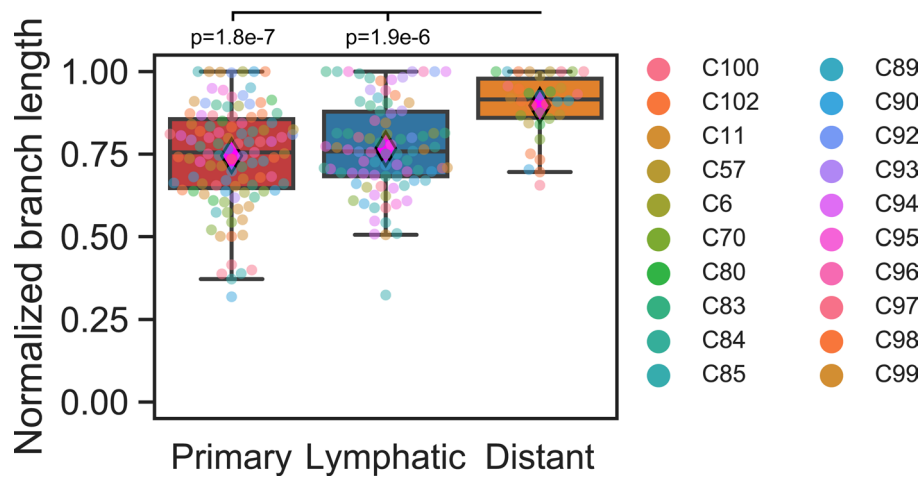 Normalized branch length
p=1.8e-7 p=1.9e-6
1.00
0.75
0.50
0.25
0.00
Primary Lymphatic Distant
C100
C102
C11
C57
C6
C70
C80
C83
C84
C85
C89
C90
C92
C93
C94
C95
C96
C97
C98
C99